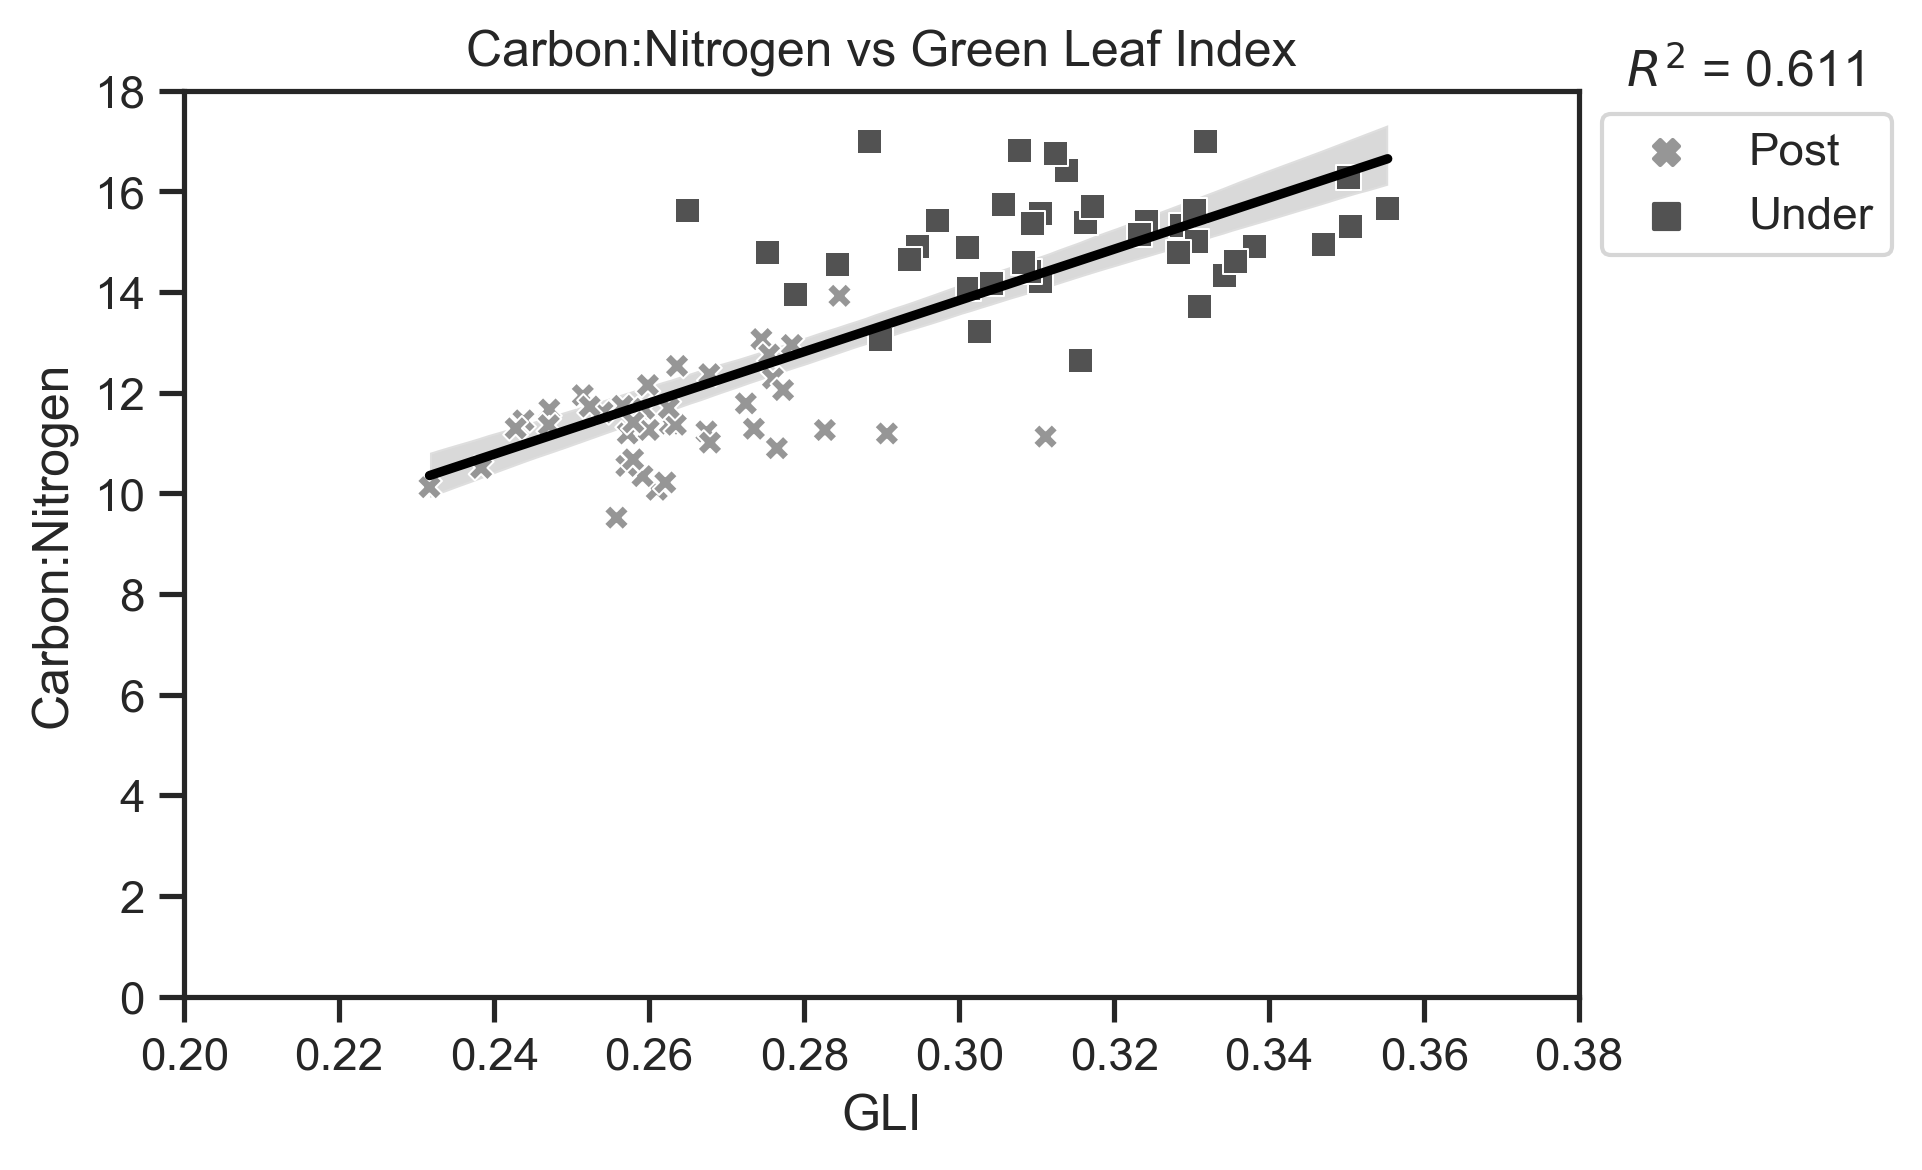 Carbon:Nitrogen vs Green Leaf Index
R² = 0.611
Post
Under
Carbon:Nitrogen
18
16
14
12
10
8
6
4
2
0
0.20 0.22 0.24 0.26 0.28 0.30 0.32 0.34 0.36 0.38
GLI